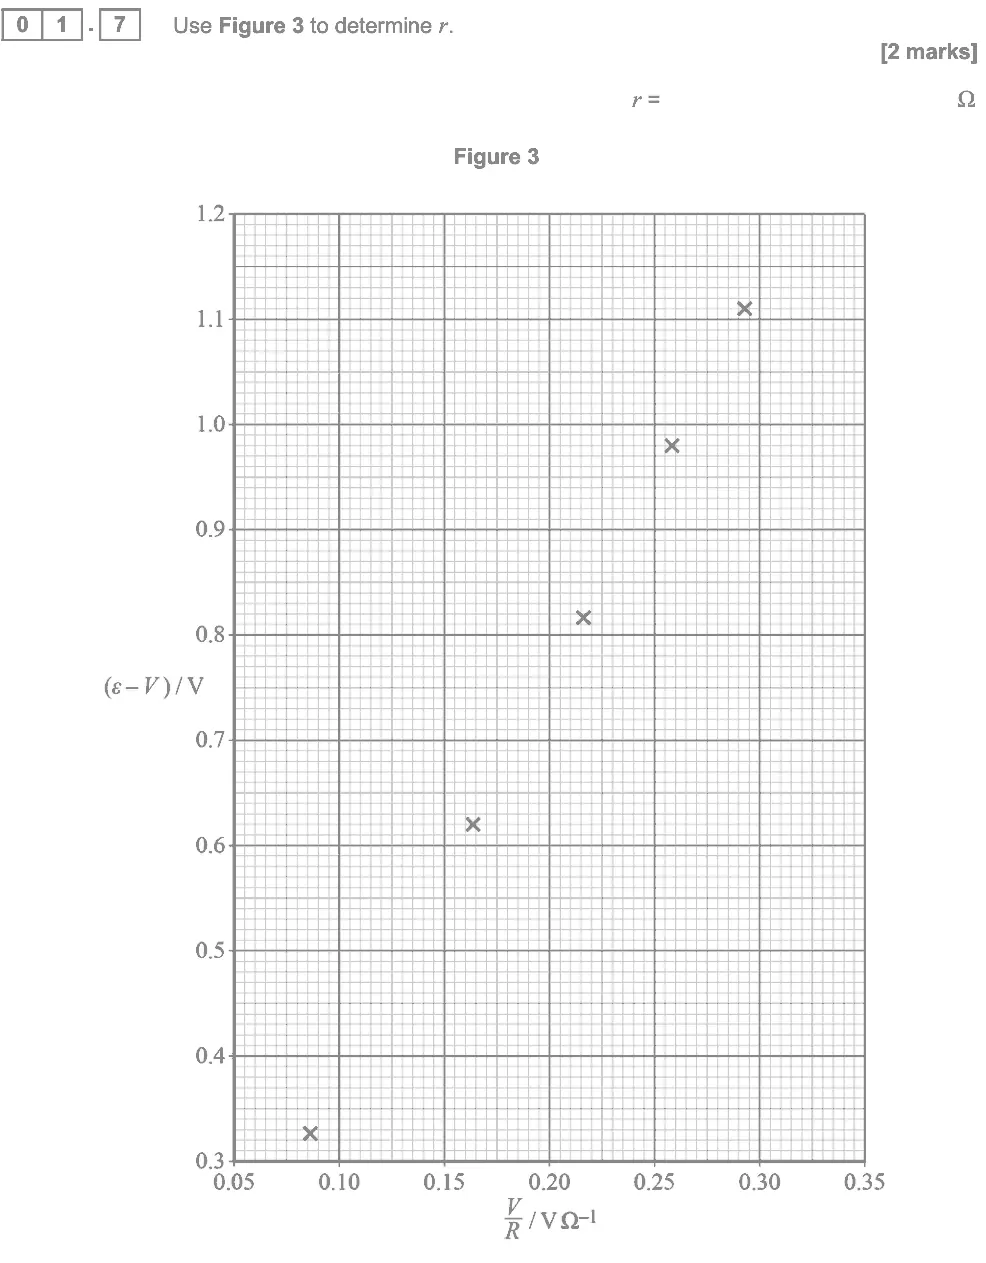 01.7 Use Figure 3 to determine r.
[2 marks]
r = Ω
Figure 3
1.2
1.1
1.0
0.9
0.8
(ε – V) / V
0.7
0.6
0.5
0.4
0.3
0.05 0.10 0.15 0.20 0.25 0.30 0.35
V/R / V Ω⁻¹